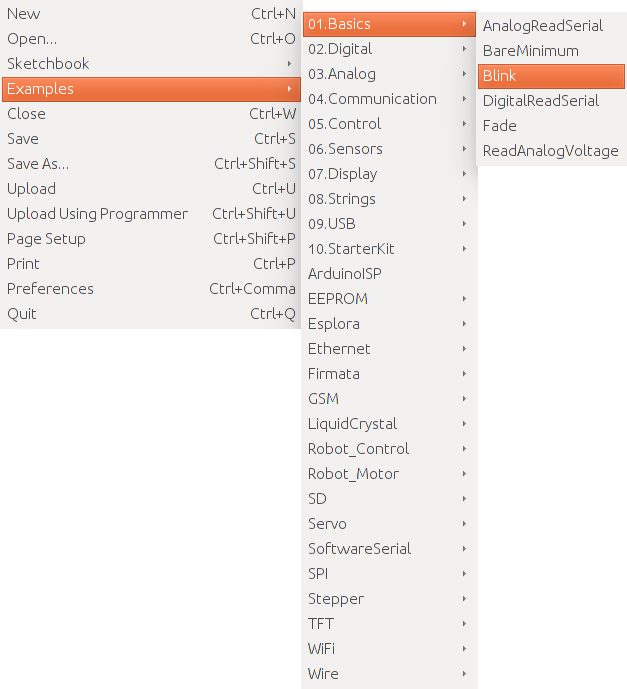 New Ctrl+N
Open... Ctrl+O
Sketchbook
Examples
Close Ctrl+W
Save Ctrl+S
Save As... Ctrl+Shift+S
Upload Ctrl+U
Upload Using Programmer Ctrl+Shift+U
Page Setup Ctrl+Shift+P
Print Ctrl+P
Preferences Ctrl+Comma
Quit Ctrl+Q
01.Basics
02.Digital
03.Analog
04.Communication
05.Control
06.Sensors
07.Display
08.Strings
09.USB
10.StarterKit
ArduinoISP
EEPROM
Esplora
Ethernet
Firmata
GSM
LiquidCrystal
Robot_Control
Robot_Motor
SD
Servo
SoftwareSerial
SPI
Stepper
TFT
WiFi
Wire
AnalogReadSerial
BareMinimum
Blink
DigitalReadSerial
Fade
ReadAnalogVoltage